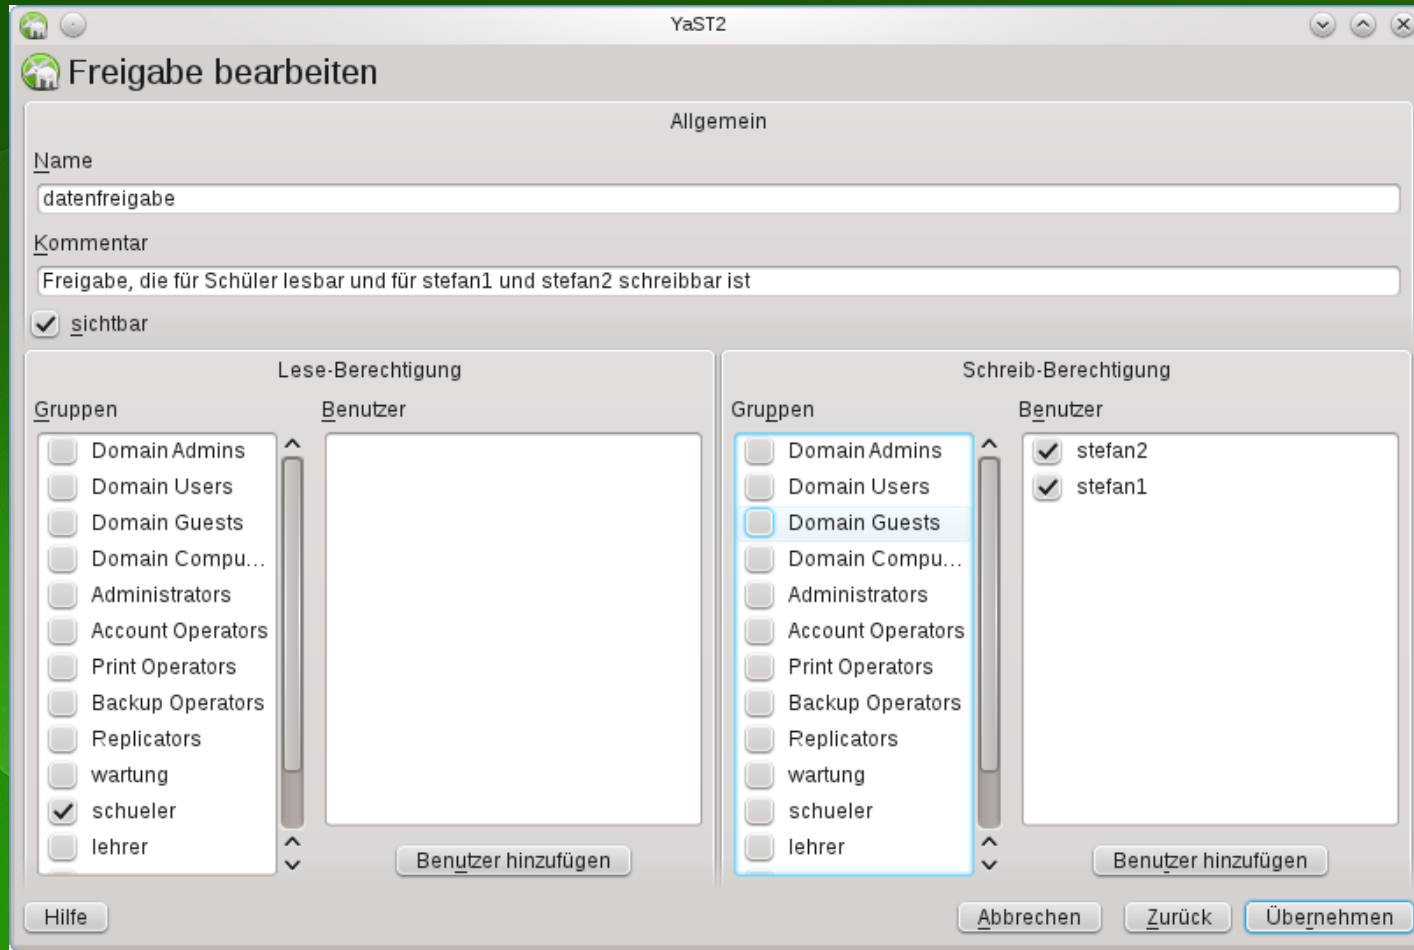 YaST2
Freigabe bearbeiten
Allgemein
Name
datenfreigabe
Kommentar
Freigabe, die für Schüler lesbar und für stefan1 und stefan2 schreibbar ist
sichtbar
Lese-Berechtigung
Gruppen
Domain Admins
Domain Users
Domain Guests
Domain Compu...
Administrators
Account Operators
Print Operators
Backup Operators
Replicators
wartung
schueler
lehrer
Benutzer
Benutzer hinzufügen
Schreib-Berechtigung
Gruppen
Domain Admins
Domain Users
Domain Guests
Domain Compu...
Administrators
Account Operators
Print Operators
Backup Operators
Replicators
wartung
schueler
lehrer
Benutzer
stefan2
stefan1
Benutzer hinzufügen
Hilfe
Abbrechen
Zurück
Übernehmen